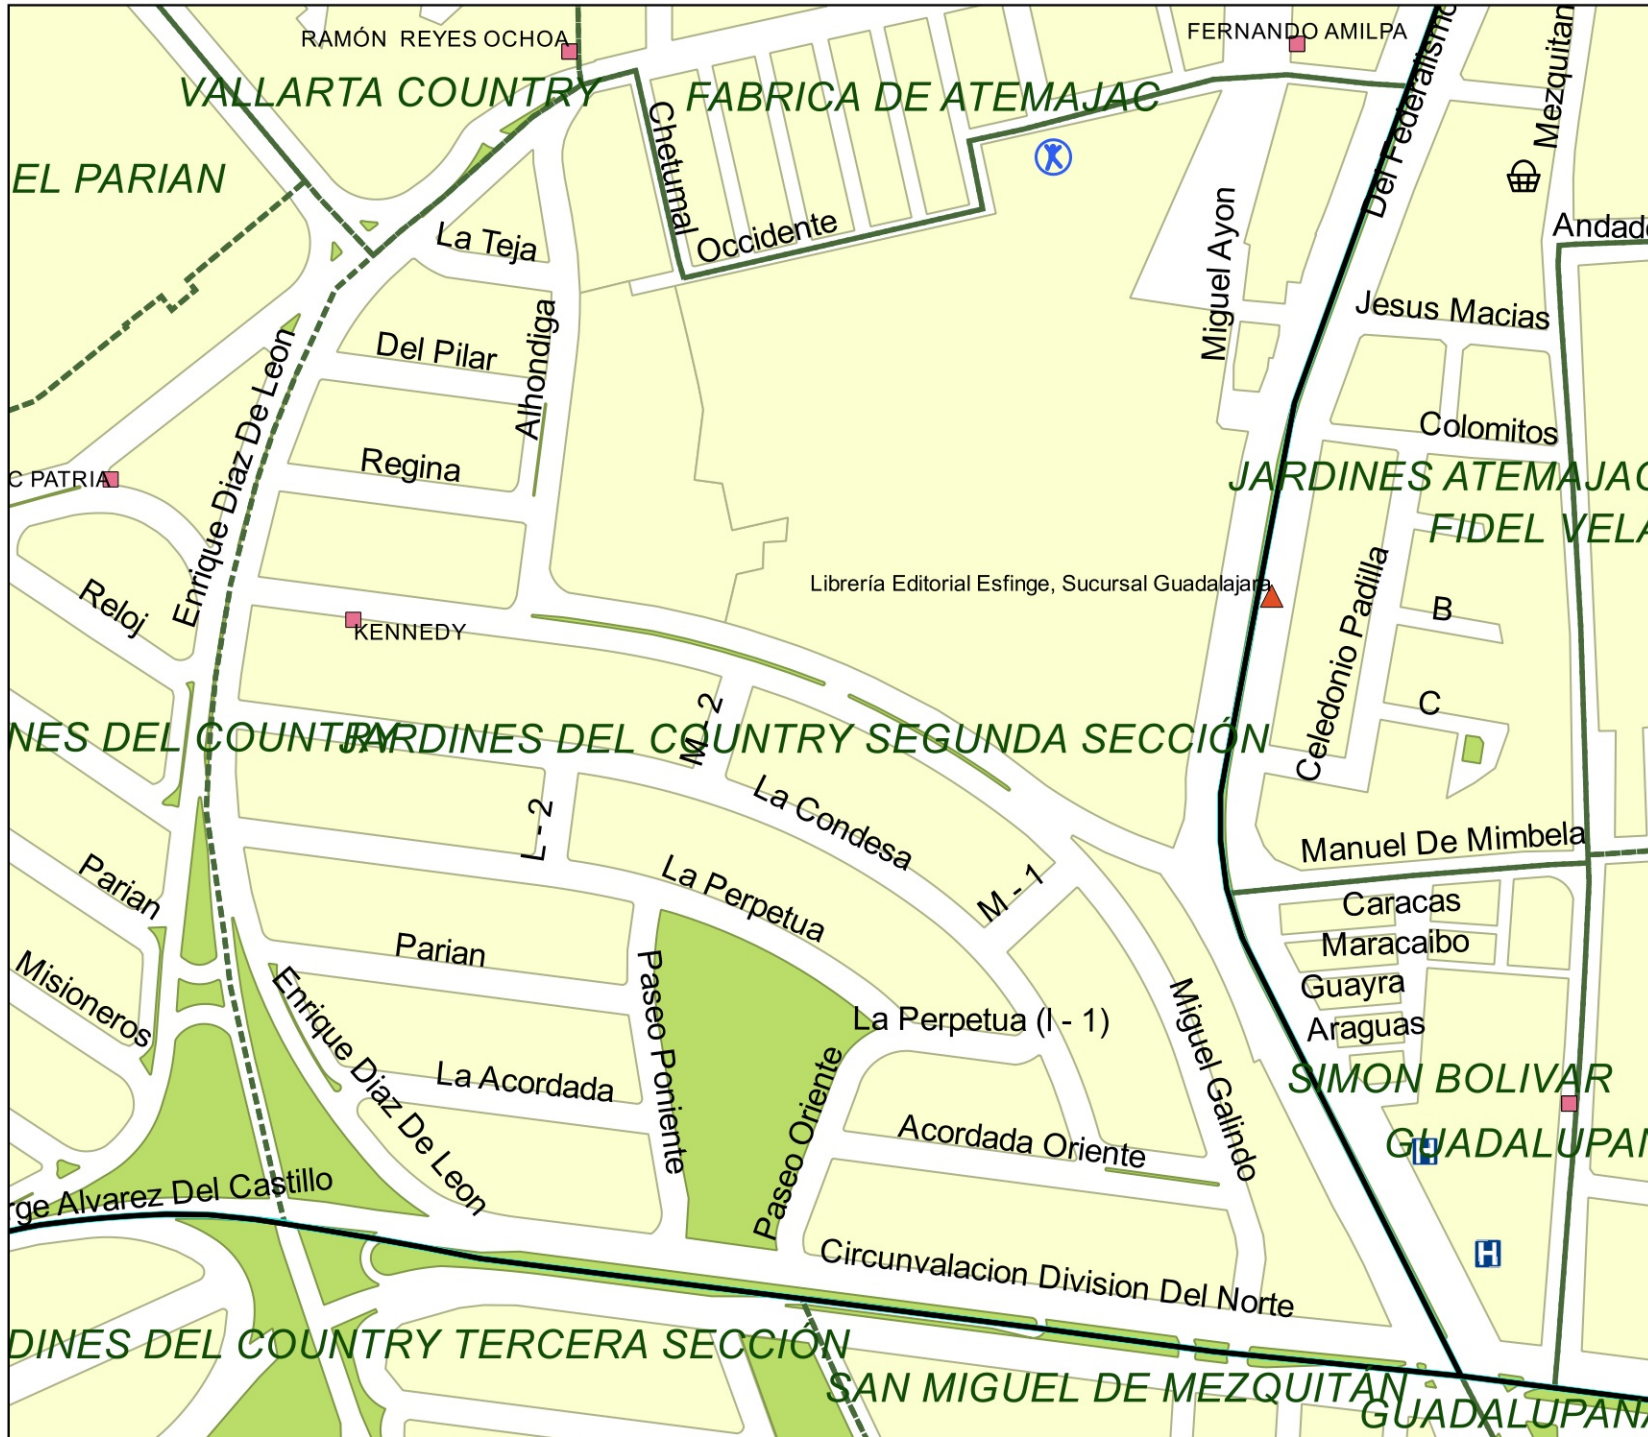 RAMÓN REYES OCHOA
FERNANDO AMILPA
Del Federalismo
Mezquitan
VALLARTA COUNTRY
FABRICA DE ATEMAJAC
Chetumal
EL PARIAN
La Teja
Occidente
Miguel Ayon
Andad
Jesus Macias
Del Pilar
Alhondiga
Enrique Diaz De Leon
Colomitos
Regina
C PATRIA
JARDINES ATEMAJAC
FIDEL VELA
Reloj
Librería Editorial Esfinge, Sucursal Guadalajara
Celedonio Padilla
B
KENNEDY
C
M - 2
NES DEL COUNTRY
JARDINES DEL COUNTRY SEGUNDA SECCIÓN
L - 2
La Condesa
Manuel De Mimbela
Parian
La Perpetua
M - 1
Caracas
Maracaibo
Parian
Misioneros
Guayra
Enrique Diaz De Leon
Paseo Poniente
La Perpetua (I - 1)
Miguel Galindo
Araguas
La Acordada
Paseo Oriente
SIMON BOLIVAR
Acordada Oriente
GUADALUPAN
H
rge Alvarez Del Castillo
H
Circunvalacion Division Del Norte
DINES DEL COUNTRY TERCERA SECCIÓN
SAN MIGUEL DE MEZQUITÁN
GUADALUPANA